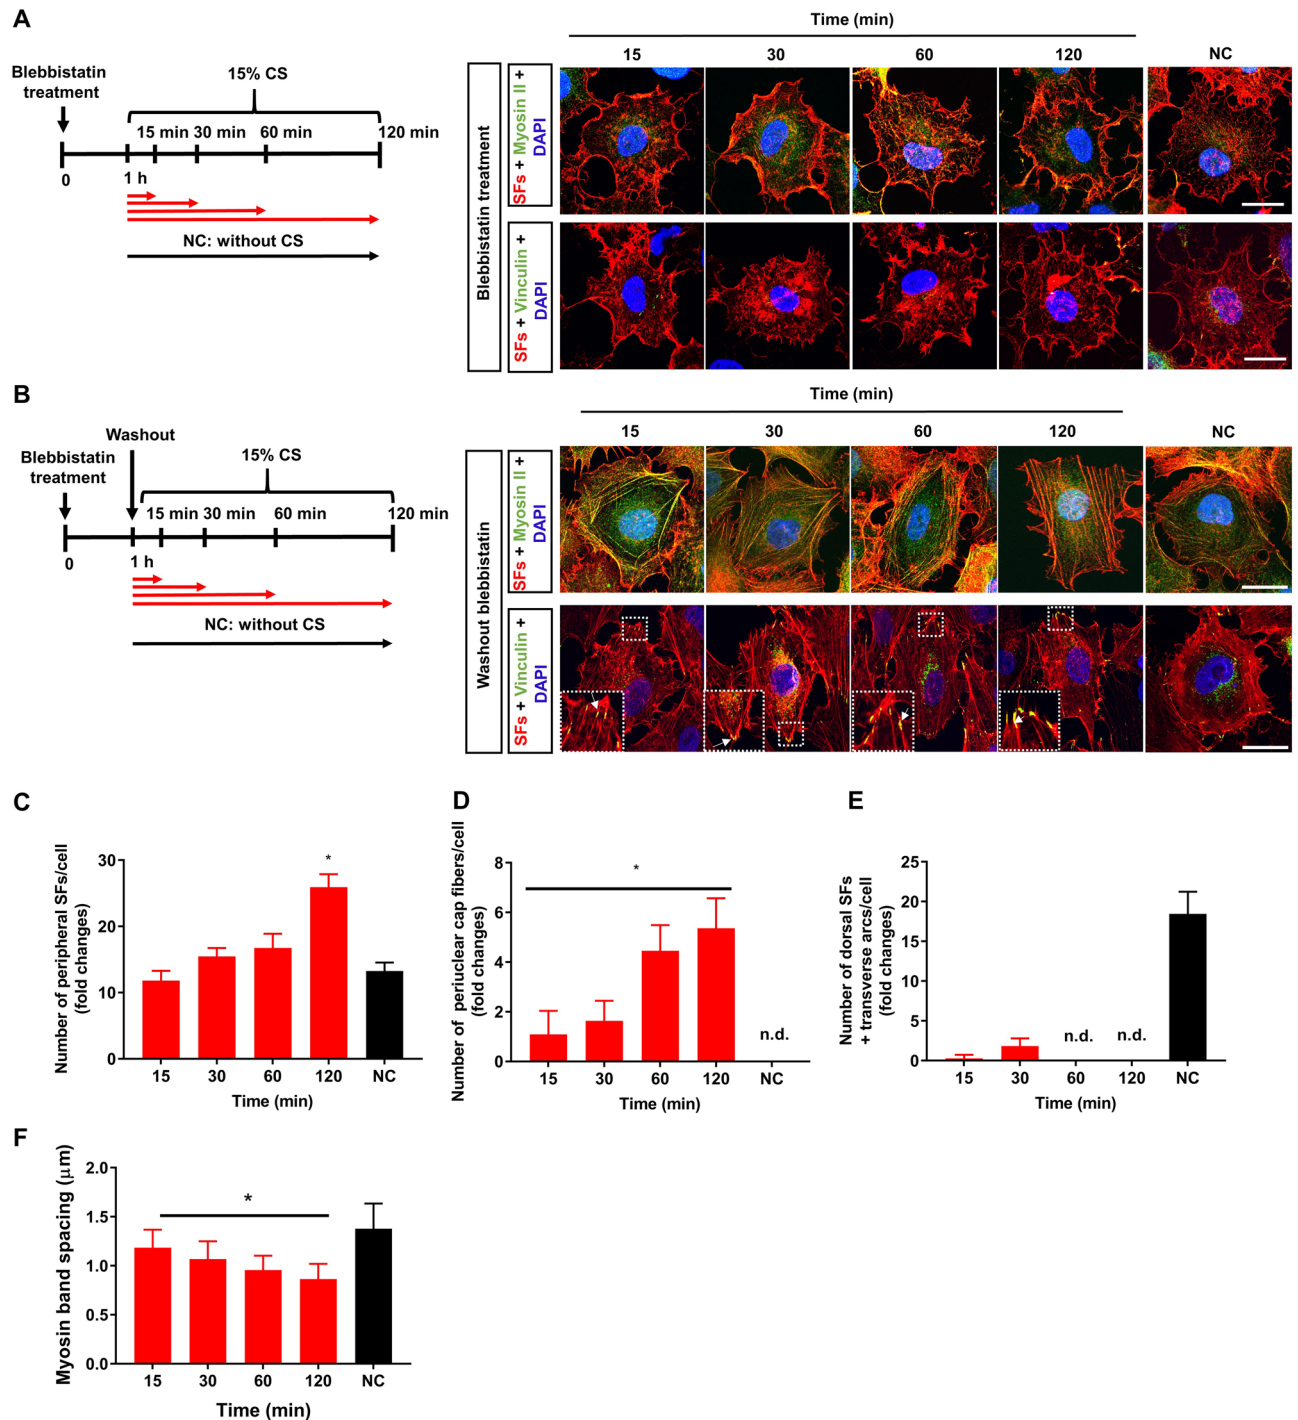 A
Blebbistatin
treatment
15% CS
15 min
30 min
60 min
120 min
0
1 h
NC: without CS
Time (min)
15
30
60
120
NC
Blebbistatin treatment
SFs + Myosin II +
DAPI
SFs + Vinculin +
DAPI
B
Washout
Blebbistatin
treatment
15% CS
15 min
30 min
60 min
120 min
0
1 h
NC: without CS
Time (min)
15
30
60
120
NC
Washout blebbistatin
SFs + Myosin II +
DAPI
SFs + Vinculin +
DAPI
C
Number of peripheral SFs/cell
(fold changes)
30
20
10
0
*
15
30
60
120
NC
Time (min)
D
Number of periuclear cap fibers/cell
(fold changes)
8
6
4
2
0
*
n.d.
15
30
60
120
NC
Time (min)
E
Number of dorsal SFs
+ transverse arcs/cell
(fold changes)
25
20
15
10
5
0
n.d.
n.d.
15
30
60
120
NC
Time (min)
F
Myosin band spacing (μm)
2.0
1.5
1.0
0.5
0.0
*
15
30
60
120
NC
Time (min)